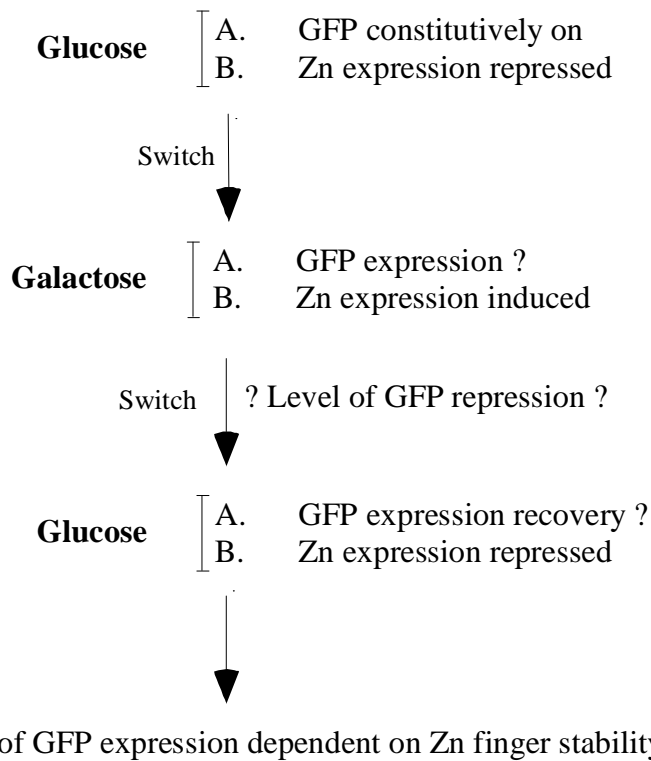 A. GFP constitutively on
Glucose
B. Zn expression repressed
Switch
A. GFP expression ?
Galactose
B. Zn expression induced
Switch ? Level of GFP repression ?
A. GFP expression recovery ?
Glucose
B. Zn expression repressed
of GFP expression dependent on Zn finger stability